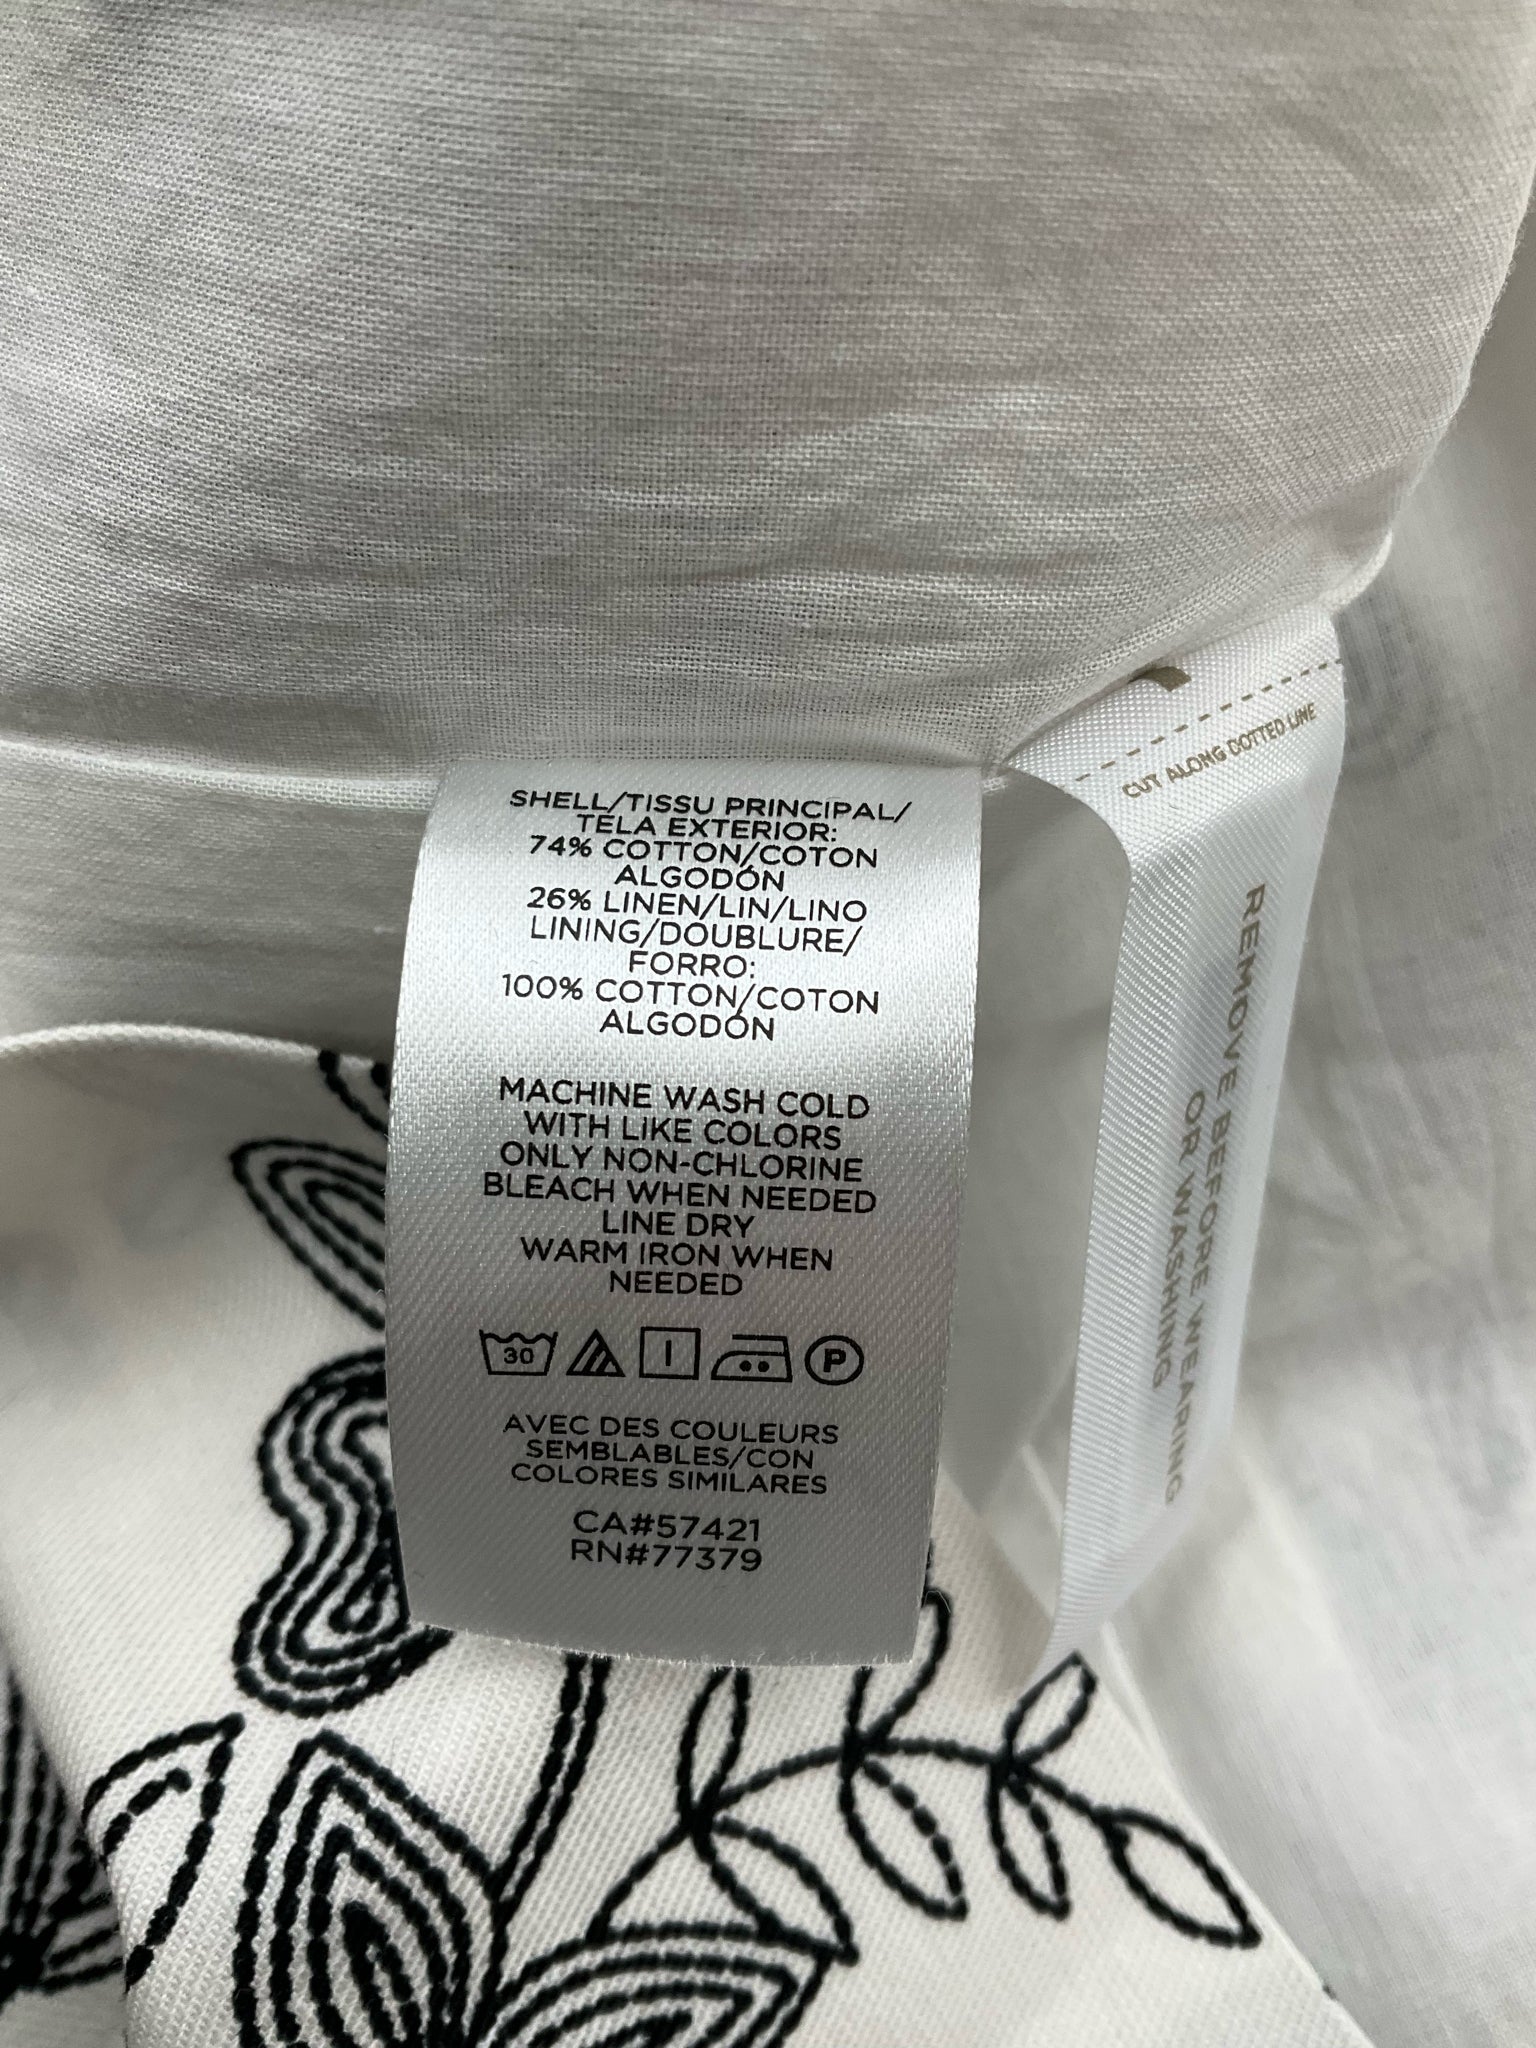 SHELL/TISSU PRINCIPAL/
TELA EXTERIOR:
74% COTTON/COTON
ALGODÓN
26% LINEN/LIN/LINO
LINING/DOUBLURE/
FORRO:
100% COTTON/COTON
ALGODÓN
MACHINE WASH COLD
WITH LIKE COLORS
ONLY NON-CHLORINE
BLEACH WHEN NEEDED
LINE DRY
WARM IRON WHEN
NEEDED
30
P
AVEC DES COULEURS
SEMBLABLES/CON
COLORES SIMILARES
CA#57421
RN#77379
CUT ALONG DOTTED LINE
REMOVE BEFORE WEARING
OR WASHING